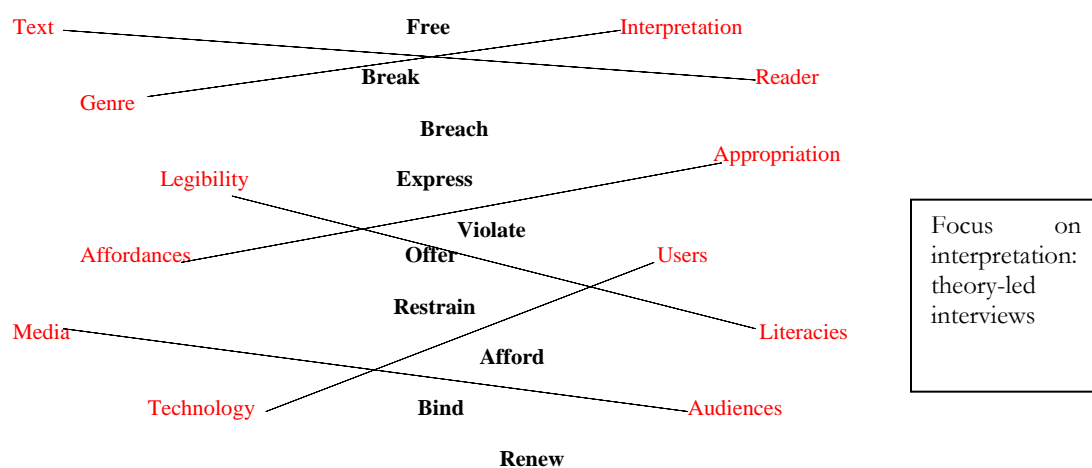 Text
Free
Interpretation
Break
Reader
Genre
Breach
Appropriation
Legibility
Express
Violate
Affordances
Offer
Users
Restrain
Media
Literacies
Afford
Technology
Bind
Audiences
Renew
Focus on
interpretation:
theory-led
interviews